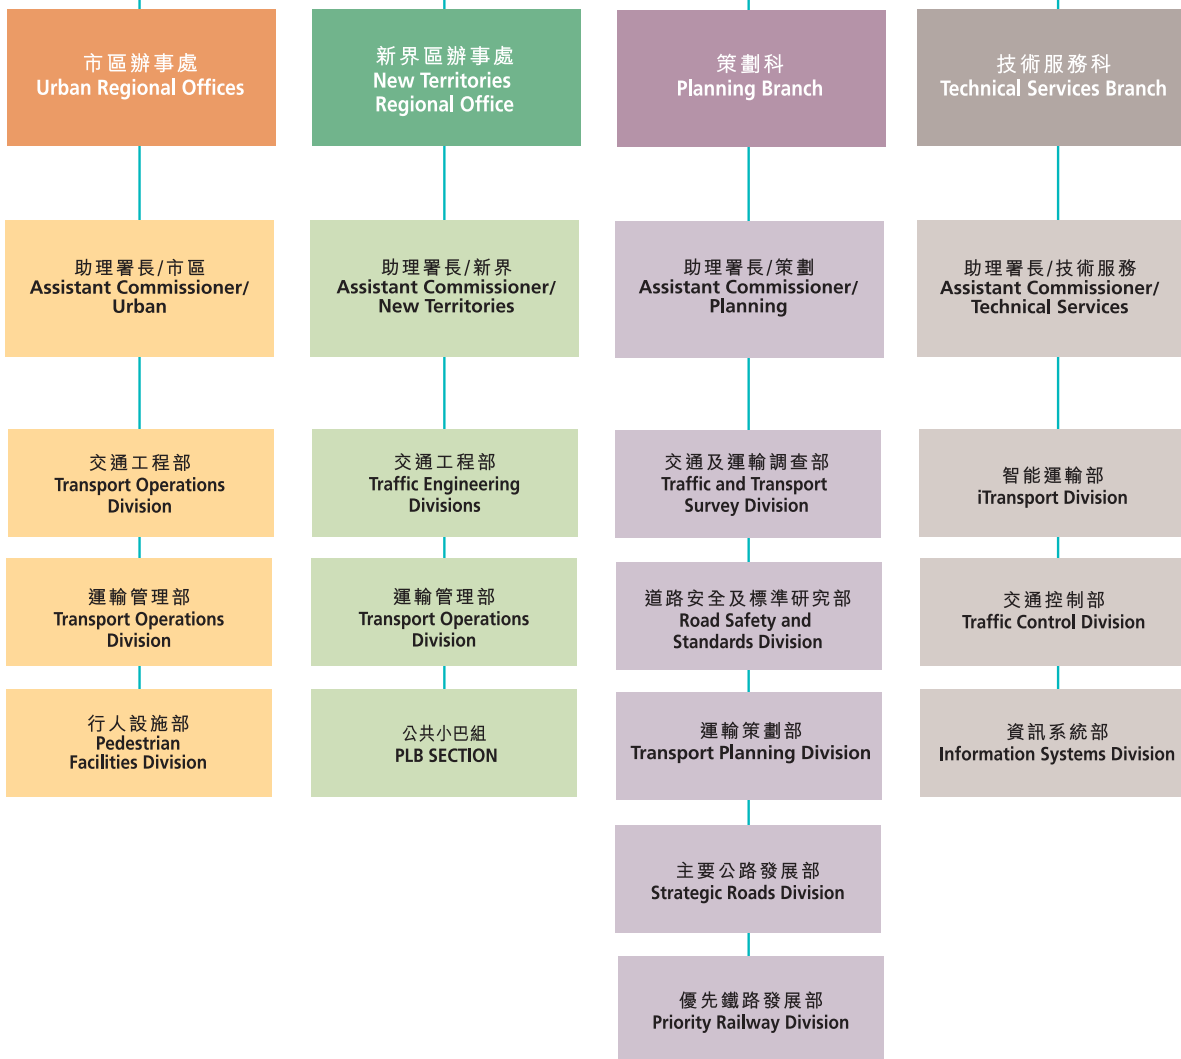 市區辦事處
Urban Regional Offices
助理署長/市區
Assistant Commissioner/
Urban
交通工程部
Transport Operations
Division
運輸管理部
Transport Operations
Division
行人設施部
Pedestrian
Facilities Division
新界區辦事處
New Territories
Regional Office
助理署長/新界
Assistant Commissioner/
New Territories
交通工程部
Traffic Engineering
Divisions
運輸管理部
Transport Operations
Division
公共小巴組
PLB SECTION
策劃科
Planning Branch
助理署長/策劃
Assistant Commissioner/
Planning
交通及運輸調查部
Traffic and Transport
Survey Division
道路安全及標準研究部
Road Safety and
Standards Division
運輸策劃部
Transport Planning Division
主要公路發展部
Strategic Roads Division
優先鐵路發展部
Priority Railway Division
技術服務科
Technical Services Branch
助理署長/技術服務
Assistant Commissioner/
Technical Services
智能運輸部
iTransport Division
交通控制部
Traffic Control Division
資訊系統部
Information Systems Division